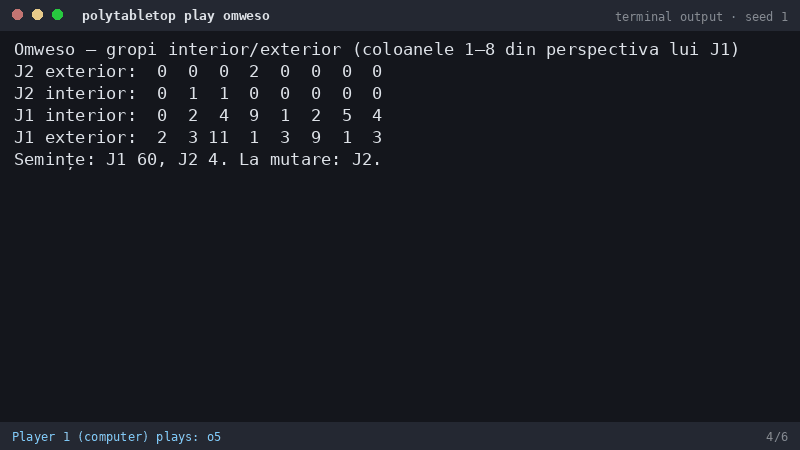 polytabletop play omweso
terminal output · seed 1
Omweso — gropi interior/exterior (coloanele 1–8 din perspectiva lui J1)
J2 exterior:  0  0  0  2  0  0  0  0
J2 interior:  0  1  1  0  0  0  0  0
J1 interior:  0  2  4  9  1  2  5  4
J1 exterior:  2  3 11  1  3  9  1  3
Semințe: J1 60, J2 4. La mutare: J2.
Player 1 (computer) plays: o5
4/6